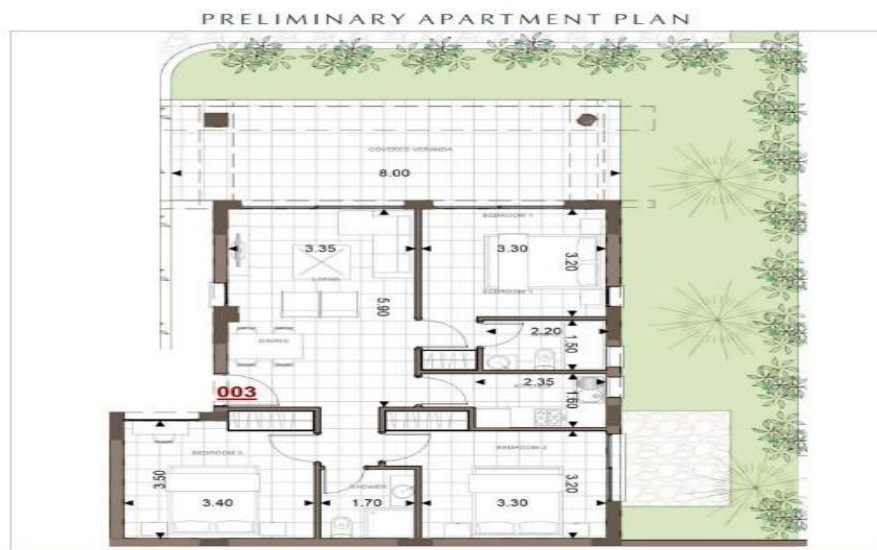 PRELIMINARY APARTMENT PLAN
COVERED VERANDA
8.00
BEDROOM 1
3.35
3.30
3.20
LIVING
BEDROOM 1
5.90
2.20
DINING
1.50
2.35
003
1.60
BEDROOM 3
BEDROOM 2
3.50
3.20
SHOWER
3.40
1.70
3.30